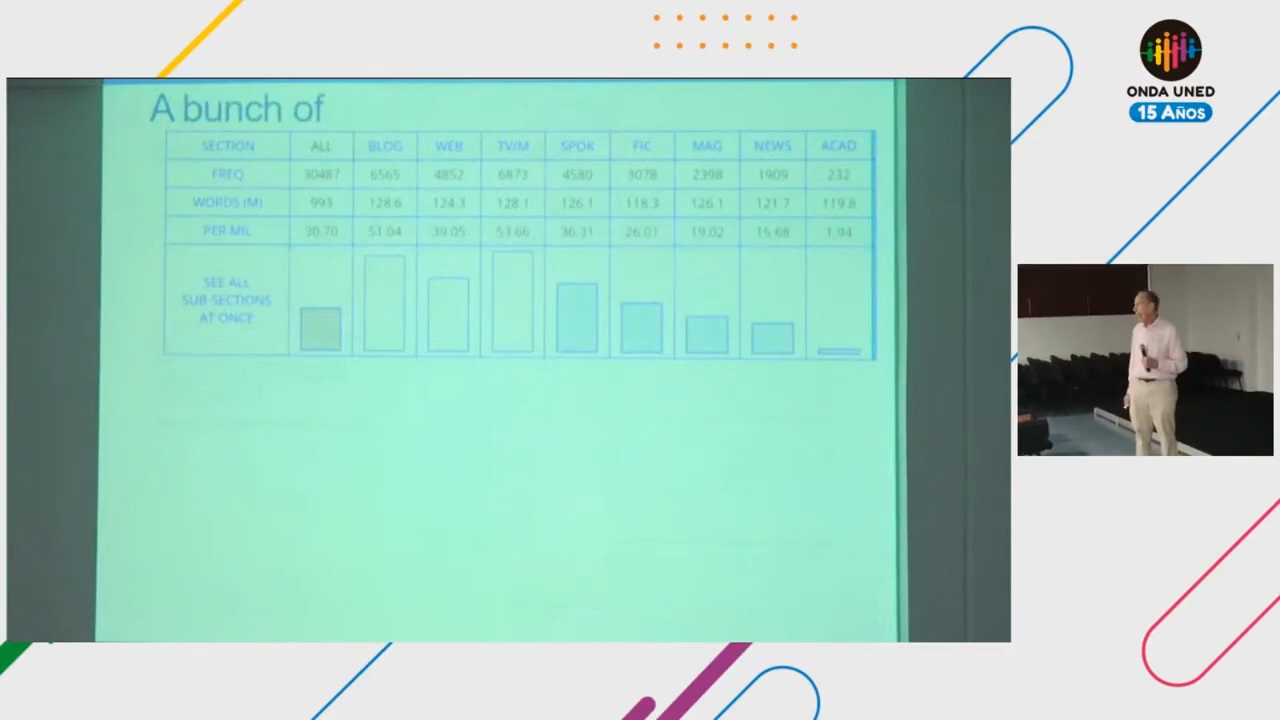 A bunch of
SECTION ALL BLOG WEB TV/M SPOK FIC MAG NEWS ACAD
FREQ 30487 6565 4852 6873 4580 3078 2398 1909 232
WORDS (M) 993 128.6 124.3 128.1 126.1 118.3 126.1 121.7 119.8
PER MIL 30.70 51.04 39.05 53.66 36.31 26.01 19.02 15.68 1.94
SEE ALL
SUB-SECTIONS
AT ONCE
ONDA UNED
15 AÑOS